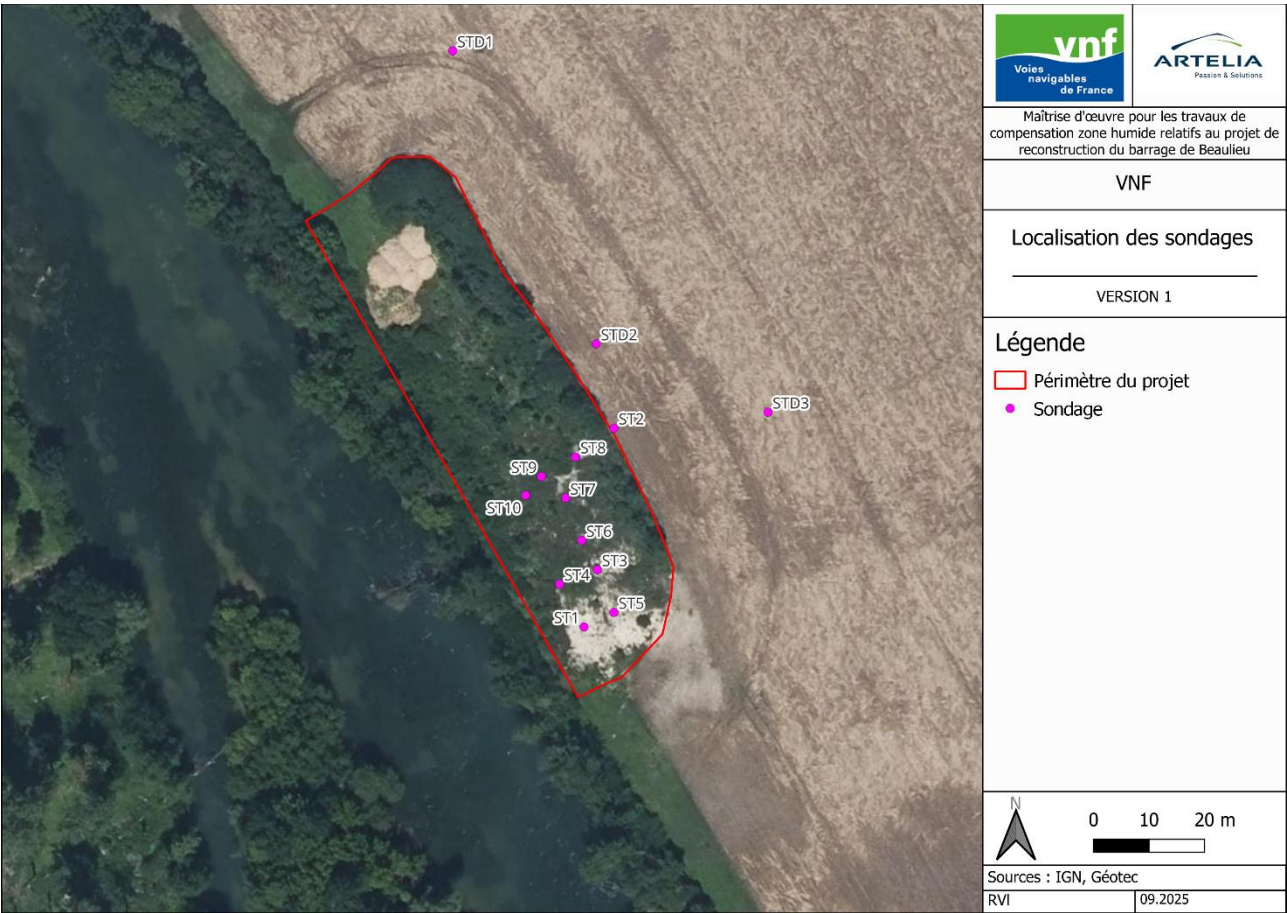 STD1
STD2
STD3
ST2
ST8
ST9
ST7
ST10
ST6
ST3
ST4
ST5
ST1
vnf
Voies
navigables
de France
ARTELIA
Passion & Solutions
Maîtrise d'œuvre pour les travaux de
compensation zone humide relatifs au projet de
reconstruction du barrage de Beaulieu
VNF
Localisation des sondages
VERSION 1
Légende
Périmètre du projet
Sondage
N
0 10 20 m
Sources : IGN, Géotec
RVI 09.2025